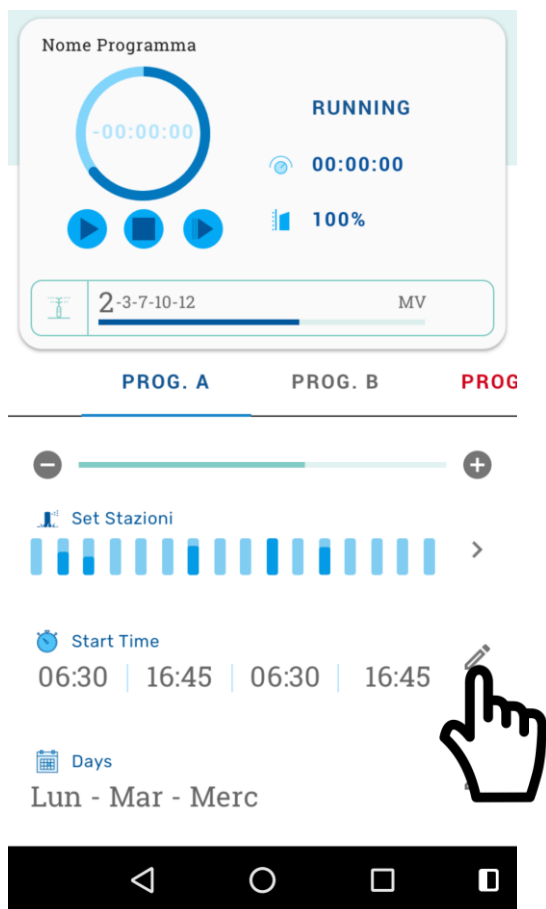 Nome Programma
-00:00:00
RUNNING
00:00:00
100%
2-3-7-10-12 MV
PROG. A PROG. B PROG
Set Stazioni
Start Time
06:30 16:45 06:30 16:45
Days
Lun - Mar - Merc